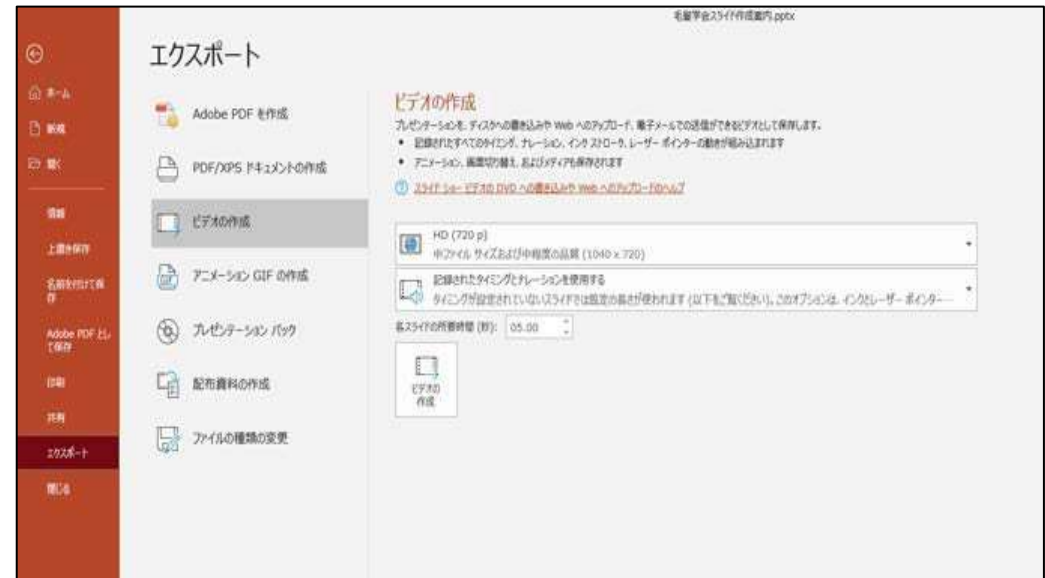 毛髪学会スライド作成案内.pptx
エクスポート
ホーム
新規
開く
情報
上書き保存
名前を付けて保
存
Adobe PDF とし
て保存
印刷
共有
エクスポート
閉じる
Adobe PDF を作成
PDF/XPS ドキュメントの作成
ビデオの作成
アニメーション GIF の作成
プレゼンテーション パック
配布資料の作成
ファイルの種類の変更
ビデオの作成
プレゼンテーションを、ディスクへの書き込みや Web へのアップロード、電子メールでの送信ができるビデオとして保存します。
• 記録されたすべてのタイミング、ナレーション、インク ストローク、レーザー ポインターの動きが組み込まれます
• アニメーション、画面切り替え、およびメディアも保存されます
スライド ショー ビデオの DVD への書き込みや Web へのアップロードのヘルプ
HD (720 p)
中ファイル サイズおよび中程度の品質 (1040 x 720)
記録されたタイミングとナレーションを使用する
タイミングが設定されていないスライドでは既定の長さが使われます (以下をご覧ください)。このオプションは、インクとレーザー ポインター…
各スライドの所要時間 (秒): 05.00
ビデオの
作成